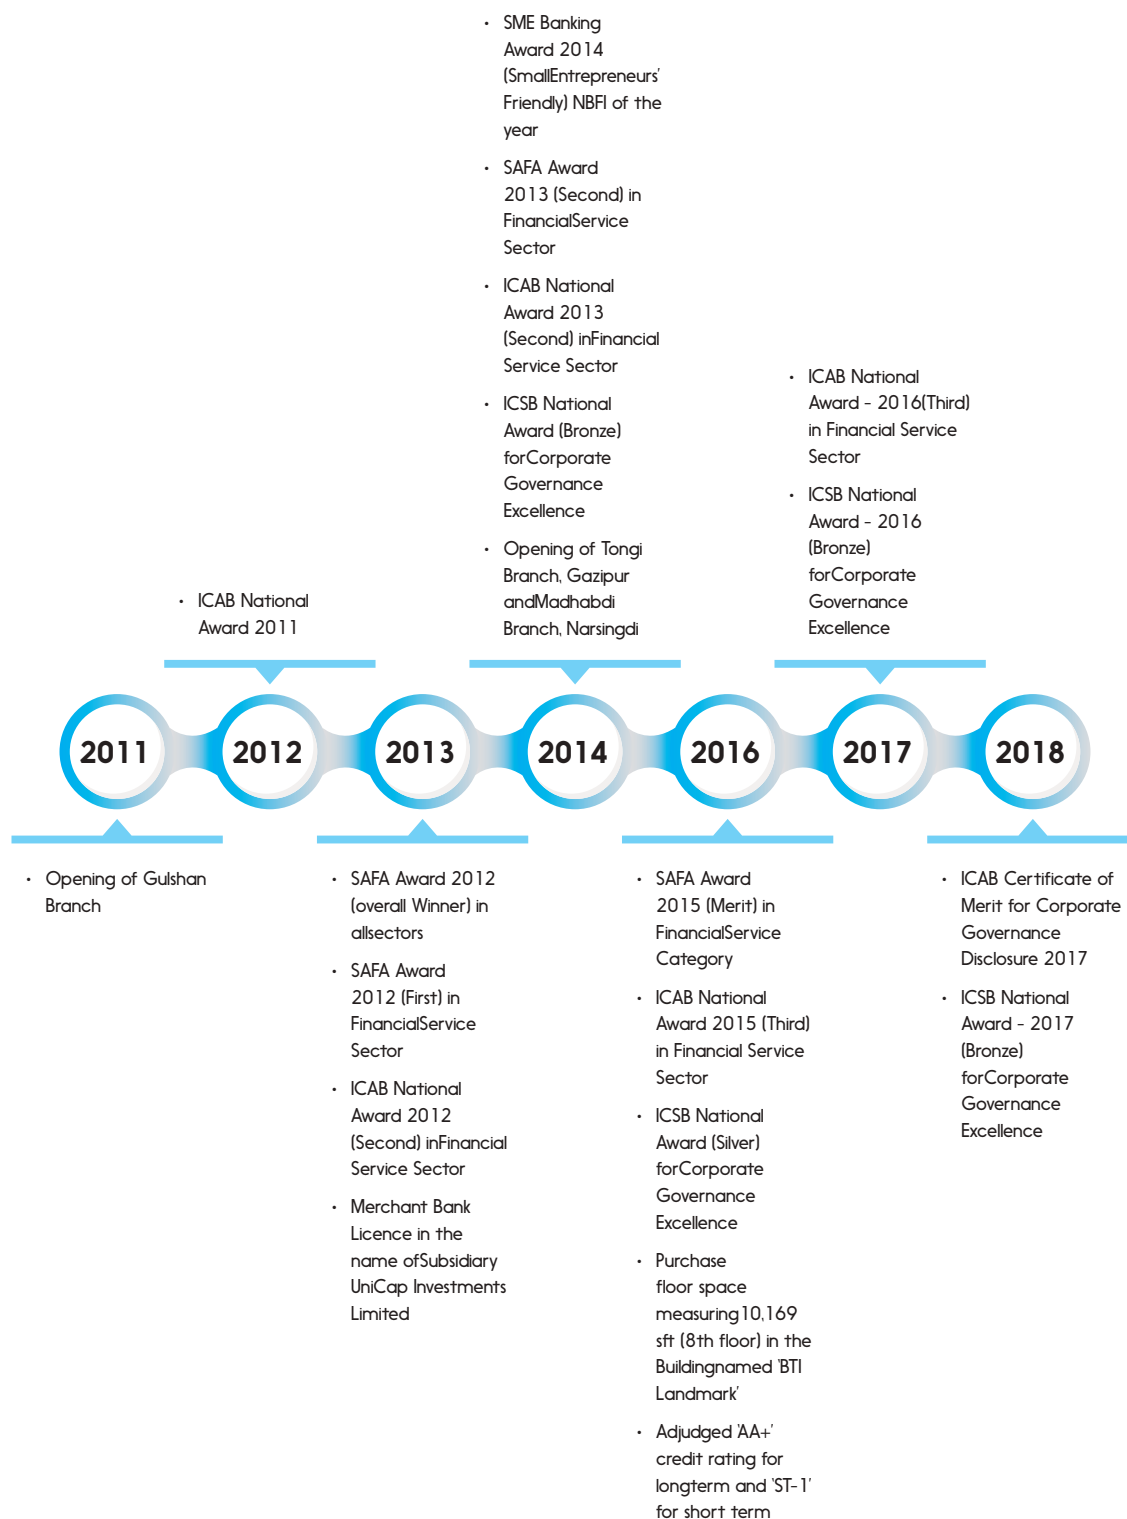 • SME Banking
Award 2014
(SmallEntrepreneurs'
Friendly) NBFI of the
year
• SAFA Award
2013 (Second) in
FinancialService
Sector
• ICAB National
Award 2013
(Second) inFinancial
Service Sector
• ICSB National
Award (Bronze)
forCorporate
Governance
Excellence
• Opening of Tongi
Branch, Gazipur
andMadhabdi
Branch, Narsingdi
• ICAB National
Award - 2016(Third)
in Financial Service
Sector
• ICSB National
Award - 2016
(Bronze)
forCorporate
Governance
Excellence
• ICAB National
Award 2011
2011 2012 2013 2014 2016 2017 2018
• Opening of Gulshan
Branch
• SAFA Award 2012
(overall Winner) in
allsectors
• SAFA Award
2012 (First) in
FinancialService
Sector
• ICAB National
Award 2012
(Second) inFinancial
Service Sector
• Merchant Bank
Licence in the
name ofSubsidiary
UniCap Investments
Limited
• SAFA Award
2015 (Merit) in
FinancialService
Category
• ICAB National
Award 2015 (Third)
in Financial Service
Sector
• ICSB National
Award (Silver)
forCorporate
Governance
Excellence
• Purchase
floor space
measuring10,169
sft (8th floor) in the
Buildingnamed 'BTI
Landmark'
• Adjudged 'AA+'
credit rating for
longterm and 'ST-1'
for short term
• ICAB Certificate of
Merit for Corporate
Governance
Disclosure 2017
• ICSB National
Award - 2017
(Bronze)
forCorporate
Governance
Excellence